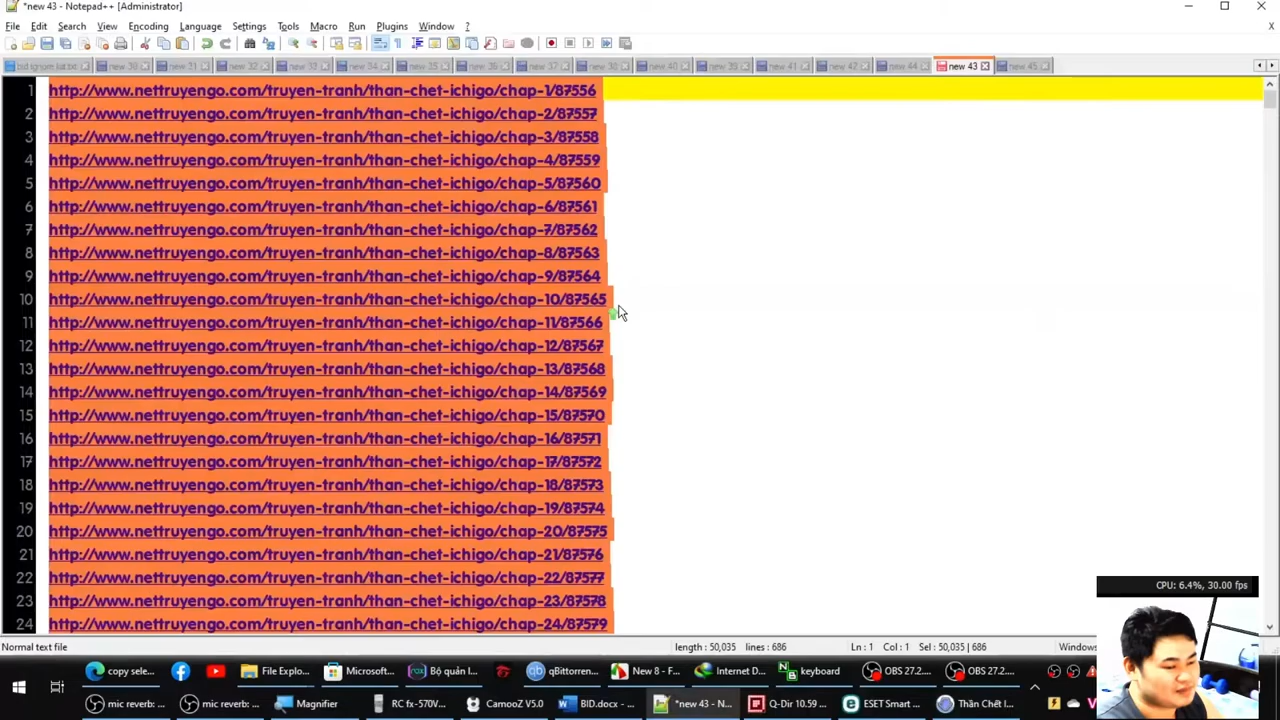 *new 43 - Notepad++ [Administrator]
File Edit Search View Encoding Language Settings Tools Macro Run Plugins Window ?
new 43 new 45
1 http://www.nettruyengo.com/truyen-tranh/than-chet-ichigo/chap-1/87556
2 http://www.nettruyengo.com/truyen-tranh/than-chet-ichigo/chap-2/87557
3 http://www.nettruyengo.com/truyen-tranh/than-chet-ichigo/chap-3/87558
4 http://www.nettruyengo.com/truyen-tranh/than-chet-ichigo/chap-4/87559
5 http://www.nettruyengo.com/truyen-tranh/than-chet-ichigo/chap-5/87560
6 http://www.nettruyengo.com/truyen-tranh/than-chet-ichigo/chap-6/87561
7 http://www.nettruyengo.com/truyen-tranh/than-chet-ichigo/chap-7/87562
8 http://www.nettruyengo.com/truyen-tranh/than-chet-ichigo/chap-8/87563
9 http://www.nettruyengo.com/truyen-tranh/than-chet-ichigo/chap-9/87564
10 http://www.nettruyengo.com/truyen-tranh/than-chet-ichigo/chap-10/87565
11 http://www.nettruyengo.com/truyen-tranh/than-chet-ichigo/chap-11/87566
12 http://www.nettruyengo.com/truyen-tranh/than-chet-ichigo/chap-12/87567
13 http://www.nettruyengo.com/truyen-tranh/than-chet-ichigo/chap-13/87568
14 http://www.nettruyengo.com/truyen-tranh/than-chet-ichigo/chap-14/87569
15 http://www.nettruyengo.com/truyen-tranh/than-chet-ichigo/chap-15/87570
16 http://www.nettruyengo.com/truyen-tranh/than-chet-ichigo/chap-16/87571
17 http://www.nettruyengo.com/truyen-tranh/than-chet-ichigo/chap-17/87572
18 http://www.nettruyengo.com/truyen-tranh/than-chet-ichigo/chap-18/87573
19 http://www.nettruyengo.com/truyen-tranh/than-chet-ichigo/chap-19/87574
20 http://www.nettruyengo.com/truyen-tranh/than-chet-ichigo/chap-20/87575
21 http://www.nettruyengo.com/truyen-tranh/than-chet-ichigo/chap-21/87576
22 http://www.nettruyengo.com/truyen-tranh/than-chet-ichigo/chap-22/87577
23 http://www.nettruyengo.com/truyen-tranh/than-chet-ichigo/chap-23/87578
24 http://www.nettruyengo.com/truyen-tranh/than-chet-ichigo/chap-24/87579
CPU: 6.4%, 30.00 fps
Normal text file length : 50,035 lines : 686 Ln : 1 Col : 1 Sel : 50,035 | 686 Windows
copy sele... File Explo... Microsoft... Bộ quản l... qBittorren... New 8 - Fi... Internet D... keyboard OBS 27.2.... OBS 27.2....
mic reverb: ... mic reverb: ... Magnifier RC fx-570V... CamooZ V5.0 BID.docx - ... *new 43 - N... Q-Dir 10.59 ... ESET Smart ... Thần Chết I...